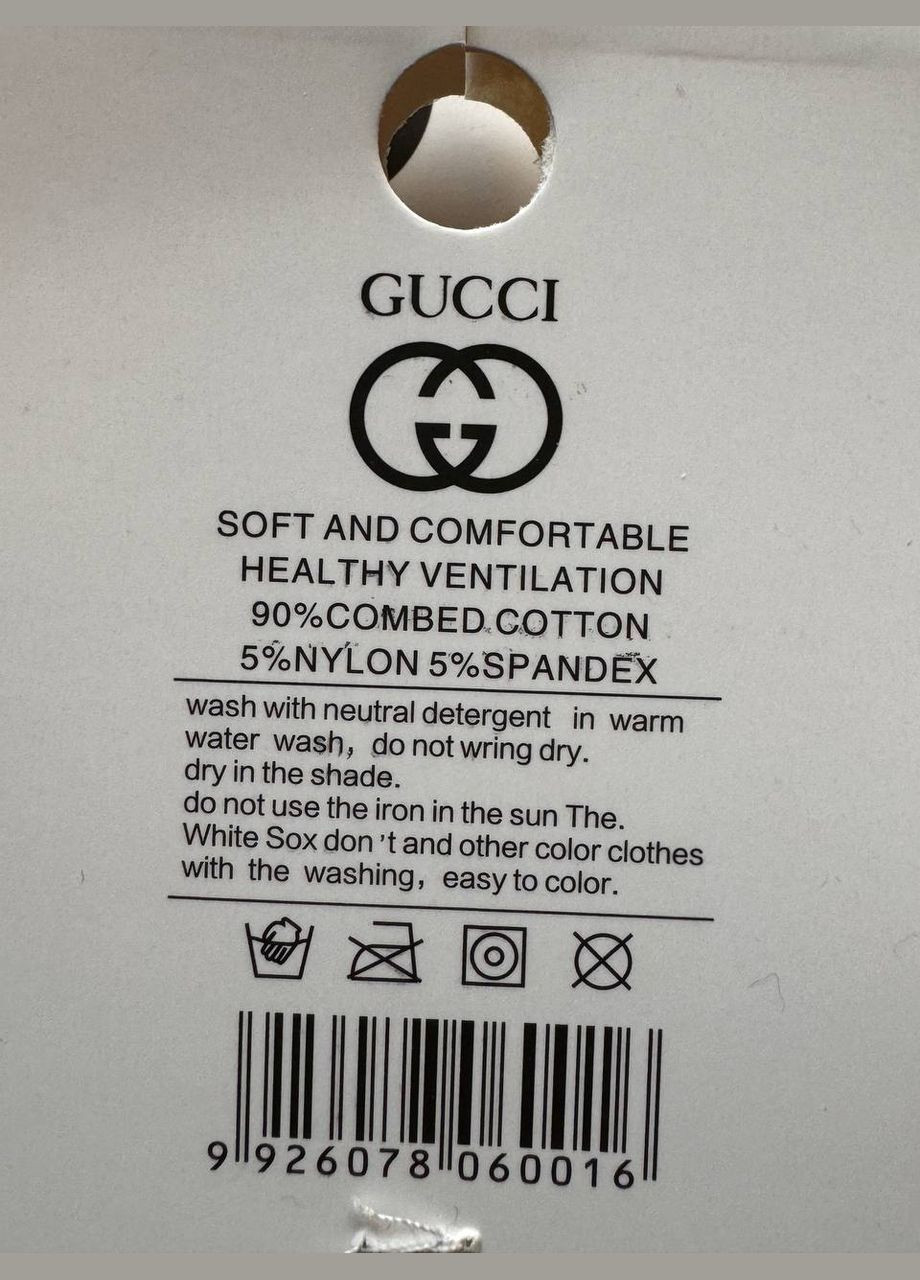 GUCCI
SOFT AND COMFORTABLE
HEALTHY VENTILATION
90%COMBED COTTON
5%NYLON 5%SPANDEX
wash with neutral detergent in warm
water wash，do not wring dry.
dry in the shade.
do not use the iron in the sun The.
White Sox don't and other color clothes
with the washing，easy to color.
9 926078 060016